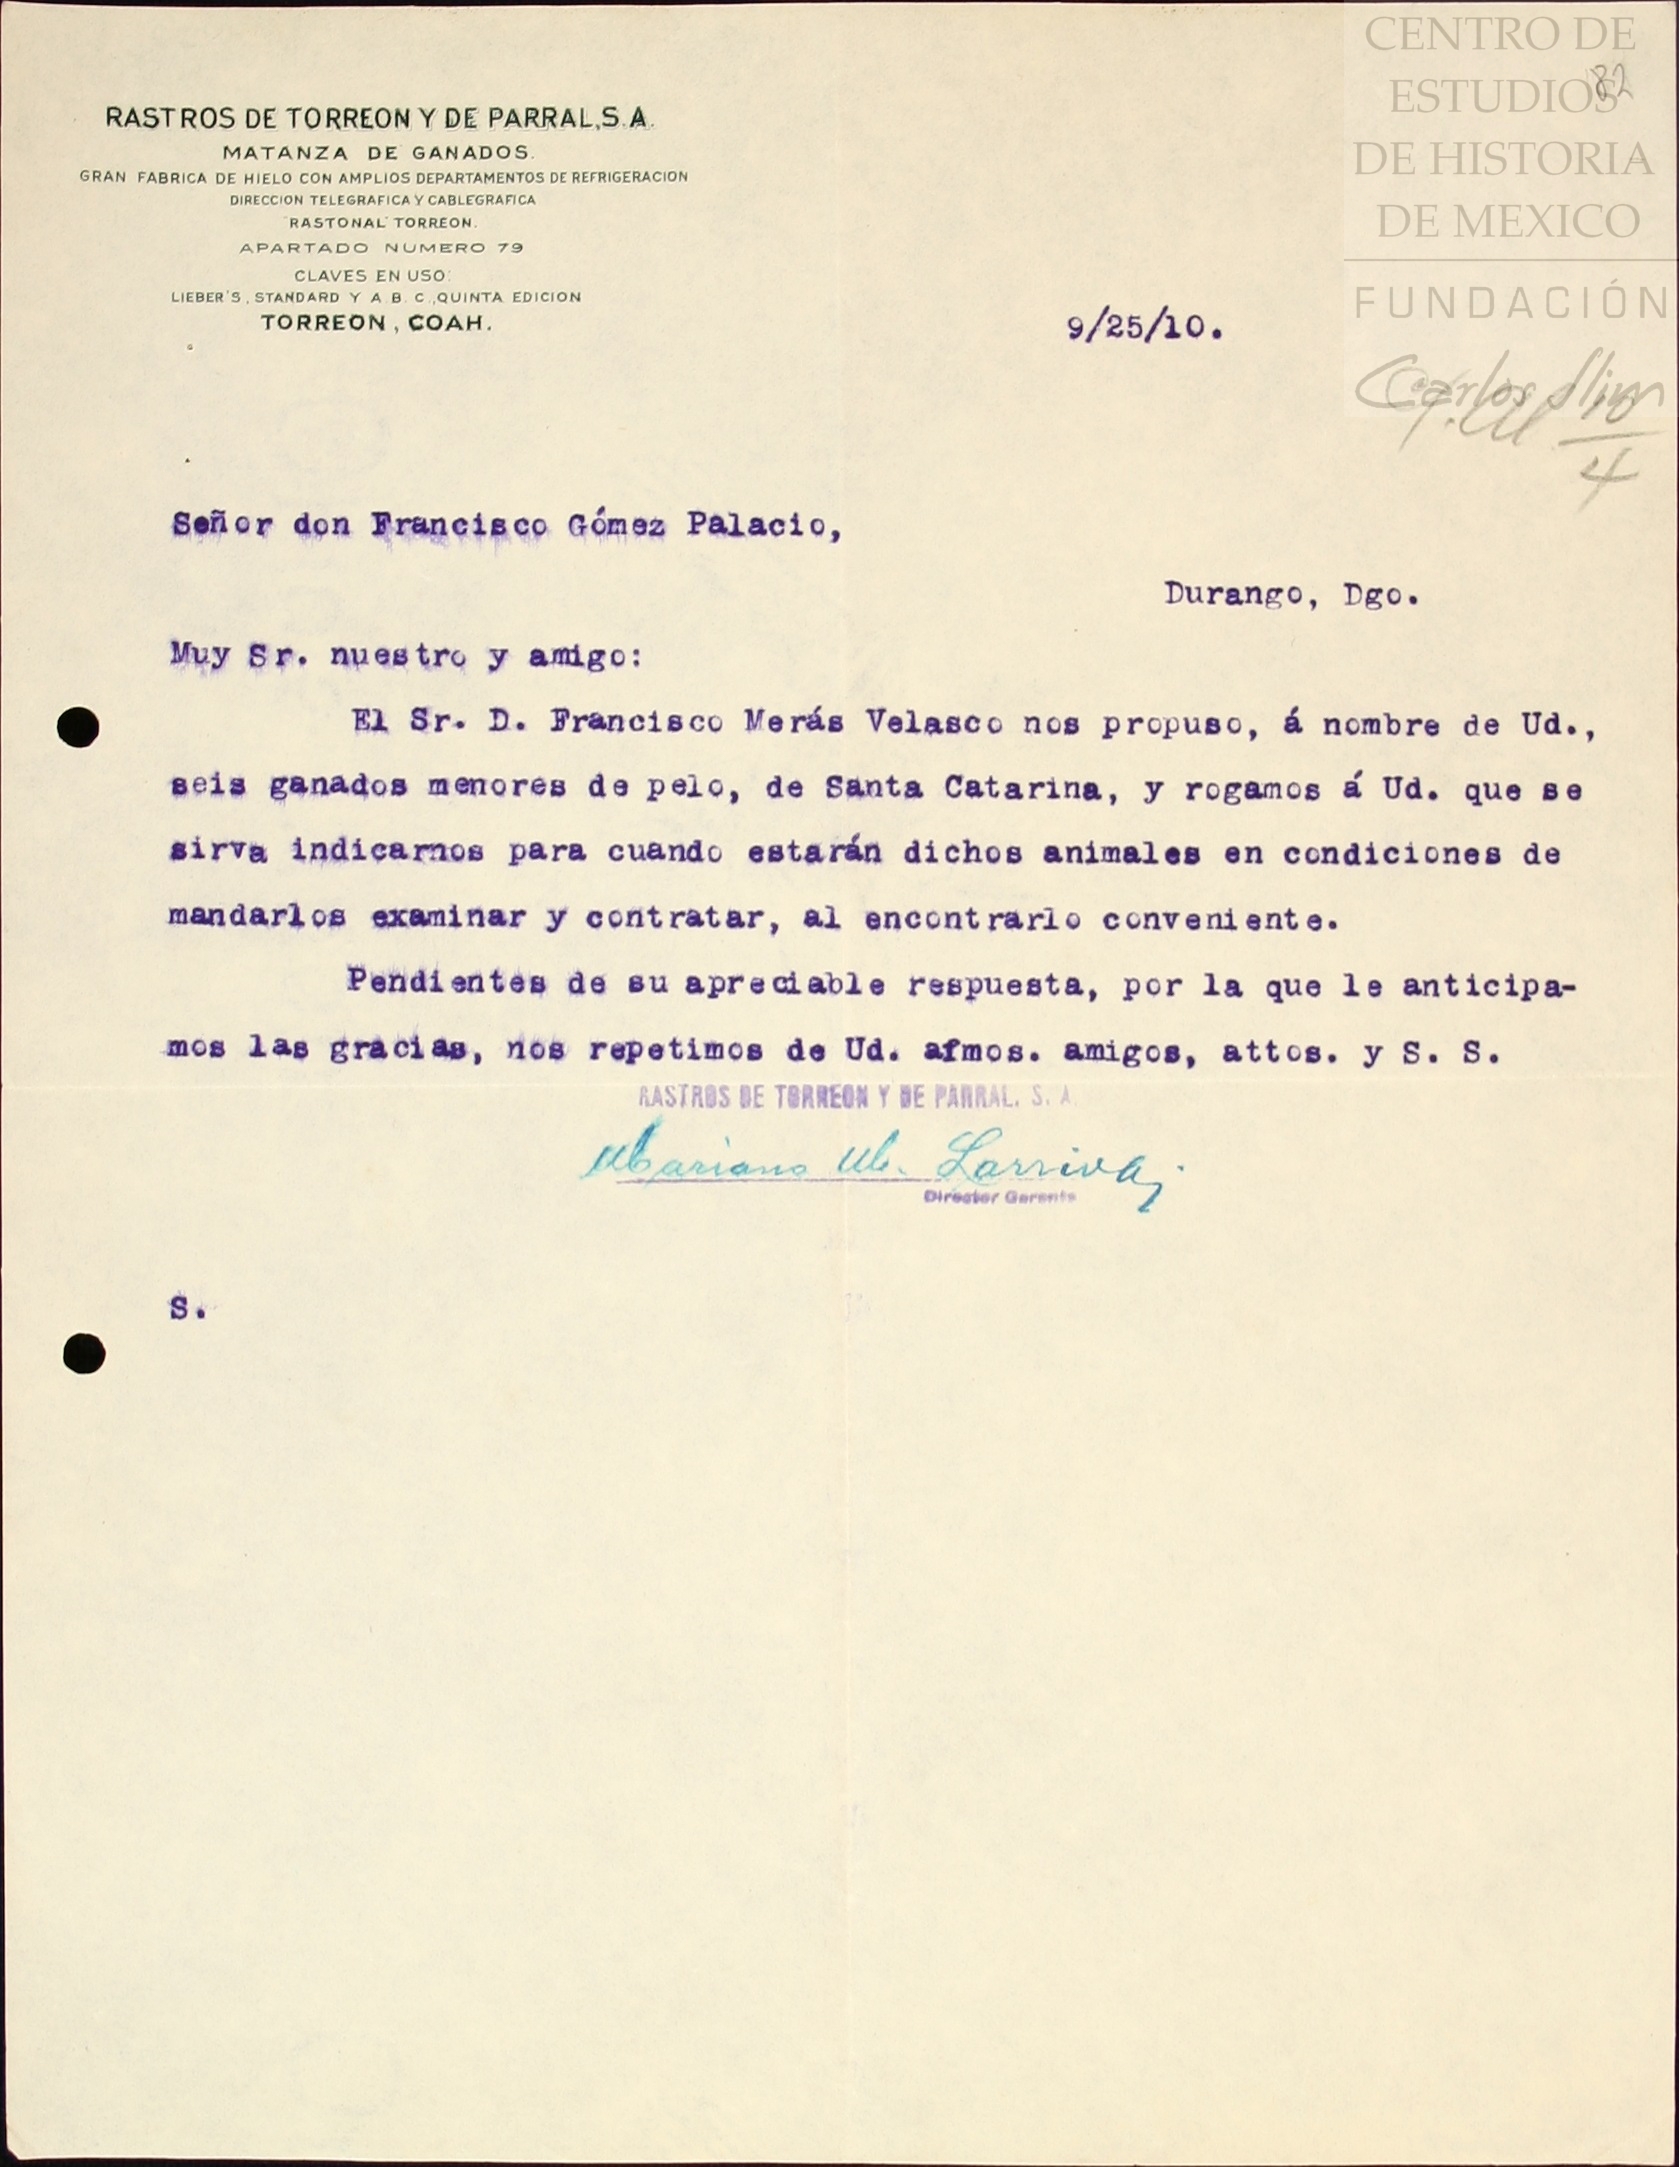 CENTRO DE
ESTUDIOS
DE HISTORIA
DE MEXICO
FUNDACIÓN
Carlos Slim
82
10
4
RASTROS DE TORREON Y DE PARRAL, S. A.
MATANZA DE GANADOS.
GRAN FABRICA DE HIELO CON AMPLIOS DEPARTAMENTOS DE REFRIGERACION
DIRECCION TELEGRAFICA Y CABLEGRAFICA
"RASTONAL" TORREON.
APARTADO NUMERO 79
CLAVES EN USO:
LIEBER'S, STANDARD Y A. B. C., QUINTA EDICION
TORREON, COAH.
9/25/10.
Señor don Francisco Gómez Palacio,
Durango, Dgo.
Muy Sr. nuestro y amigo:
El Sr. D. Francisco Merás Velasco nos propuso, á nombre de Ud.,
seis ganados menores de pelo, de Santa Catarina, y rogamos á Ud. que se
sirva indicarnos para cuando estarán dichos animales en condiciones de
mandarlos examinar y contratar, al encontrarlo conveniente.
Pendientes de su apreciable respuesta, por la que le anticipa-
mos las gracias, nos repetimos de Ud. afmos. amigos, attos. y S. S.
RASTROS DE TORREON Y DE PARRAL. S. A.
Mariano M. Larriva
Director Gerente
S.